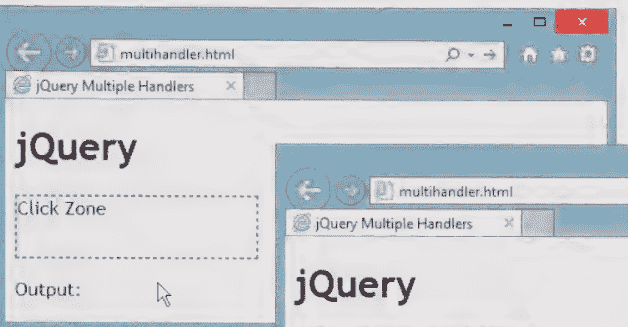 multihandler.html
jQuery Multiple Handlers
jQuery
Click Zone
Output:
multihandler.html
jQuery Multiple Handlers
jQuery